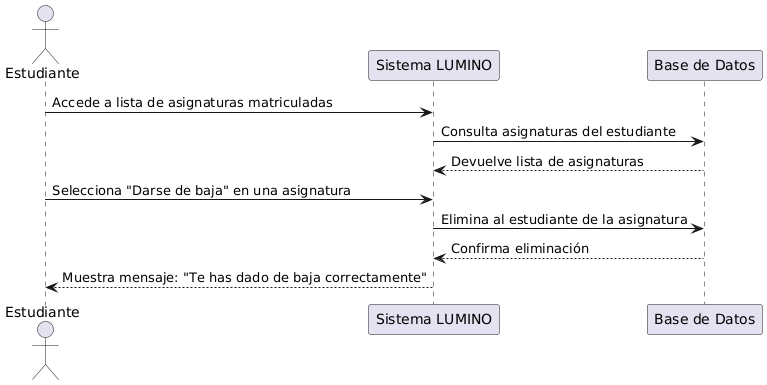 Estudiante
Sistema LUMINO
Base de Datos
Accede a lista de asignaturas matriculadas
Consulta asignaturas del estudiante
Devuelve lista de asignaturas
Selecciona "Darse de baja" en una asignatura
Elimina al estudiante de la asignatura
Confirma eliminación
Muestra mensaje: "Te has dado de baja correctamente"
Estudiante
Sistema LUMINO
Base de Datos